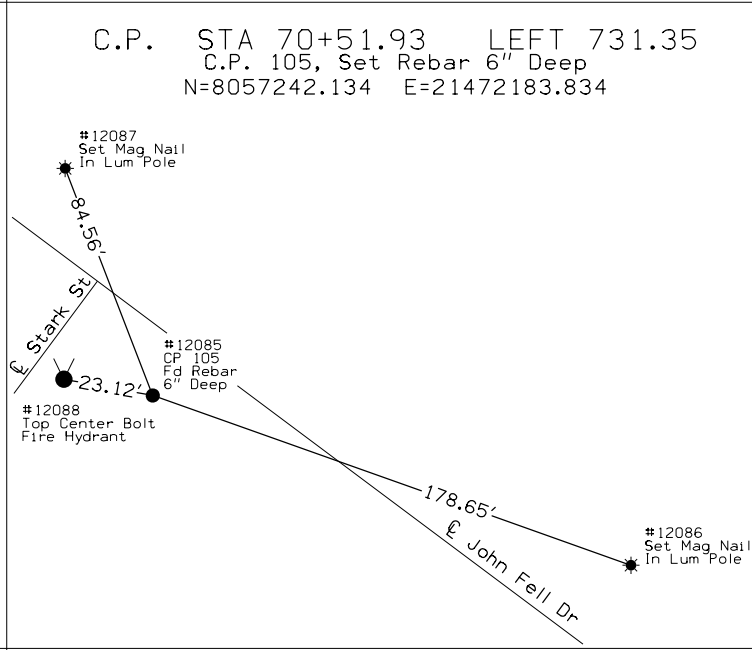 C.P. STA 70+51.93 LEFT 731.35
C.P. 105, Set Rebar 6" Deep
N=8057242.134 E=21472183.834
#12087
Set Mag Nail
In Lum Pole
84.56'
℄ Stark St
#12085
CP 105
Fd Rebar
6" Deep
23.12'
#12088
Top Center Bolt
Fire Hydrant
178.65'
℄ John Fell Dr
#12086
Set Mag Nail
In Lum Pole